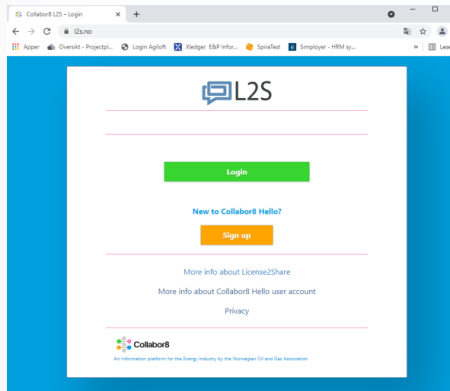 Collabor8 L2S – Login
l2s.no
Apper
Oversikt - Projectpl...
Login Agiloft
Xledger E&P Infor...
SpiraTest
Simployer - HRM sy...
»
Lese
L2S
Login
New to Collabor8 Hello?
Sign up
More info about License2Share
More info about Collabor8 Hello user account
Privacy
Collabor8
An information platform for the Energy Industry by the Norwegian Oil and Gas Association